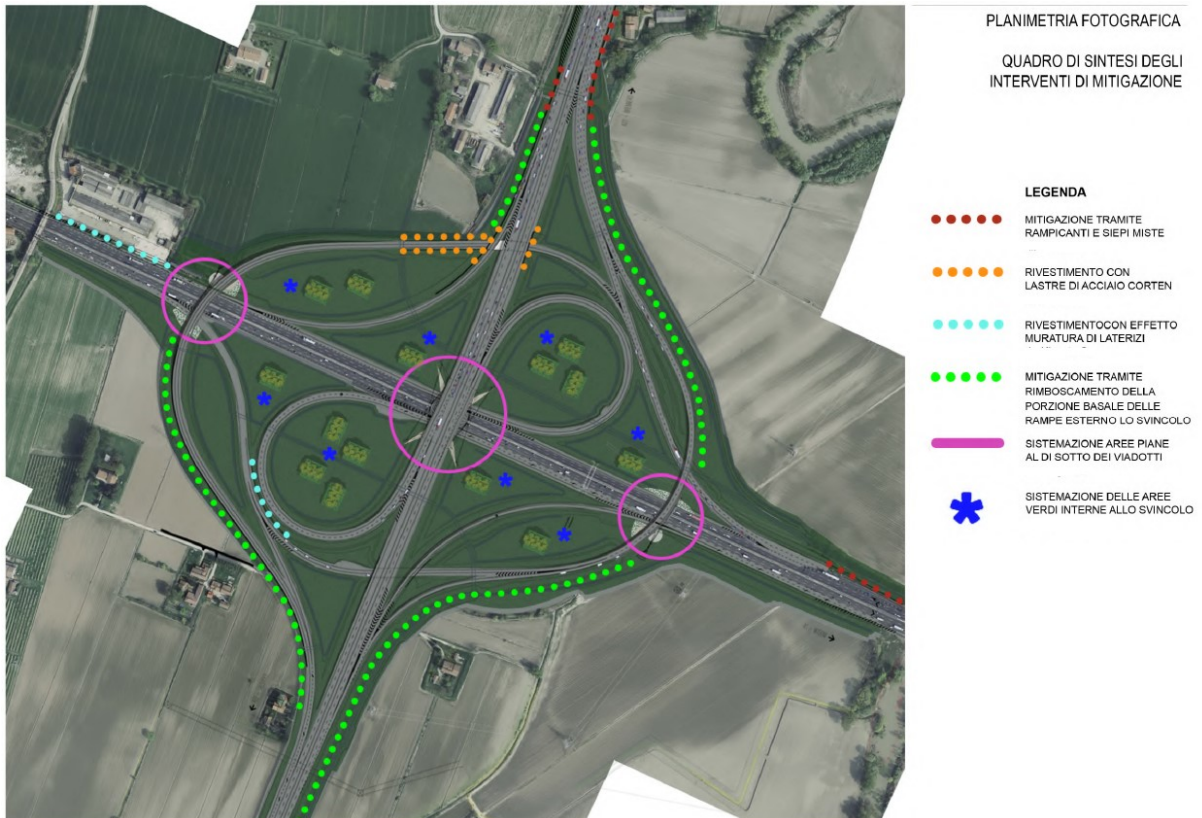 PLANIMETRIA FOTOGRAFICA
QUADRO DI SINTESI DEGLI
INTERVENTI DI MITIGAZIONE
LEGENDA
MITIGAZIONE TRAMITE
RAMPICANTI E SIEPI MISTE
RIVESTIMENTO CON
LASTRE DI ACCIAIO CORTEN
RIVESTIMENTOCON EFFETTO
MURATURA DI LATERIZI
MITIGAZIONE TRAMITE
RIMBOSCAMENTO DELLA
PORZIONE BASALE DELLE
RAMPE ESTERNO LO SVINCOLO
SISTEMAZIONE AREE PIANE
AL DI SOTTO DEI VIADOTTI
SISTEMAZIONE DELLE AREE
VERDI INTERNE ALLO SVINCOLO